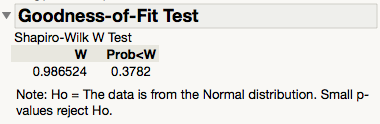 Goodness-of-Fit Test
Shapiro-Wilk W Test
W Prob<W
0.986524 0.3782
Note: Ho = The data is from the Normal distribution. Small p-
values reject Ho.